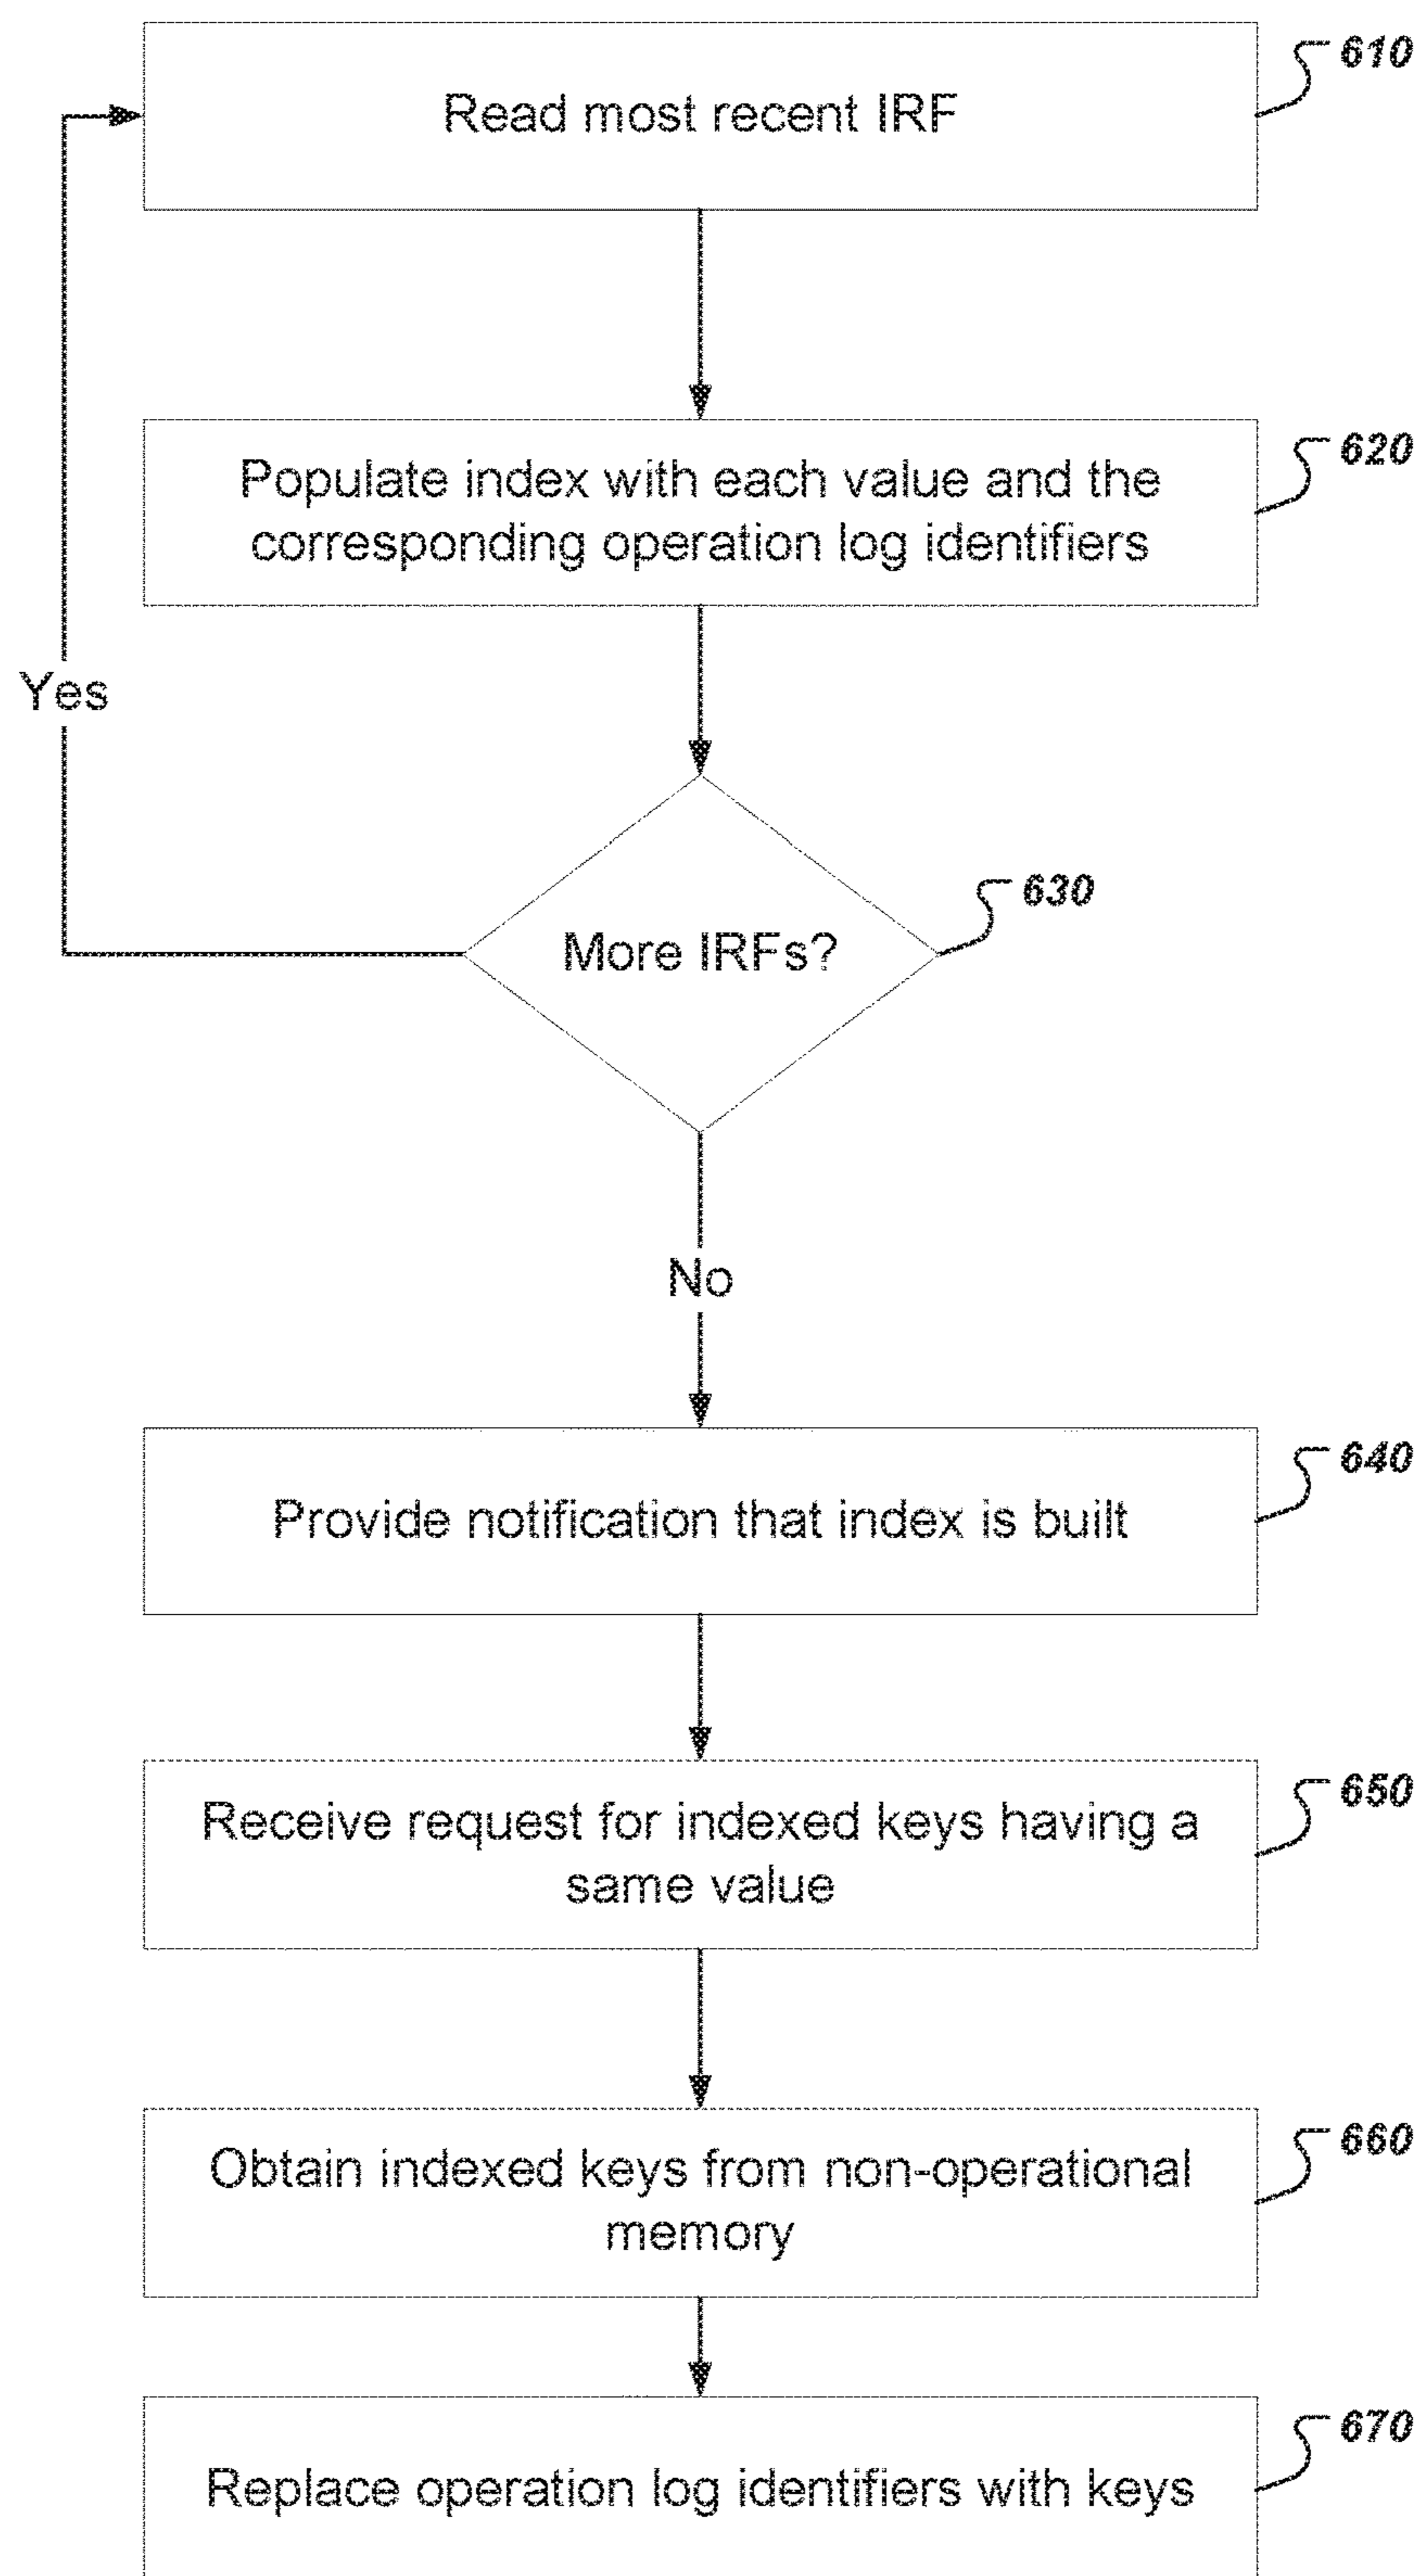 Read most recent IRF
610
Populate index with each value and the
corresponding operation log identifiers
620
Yes
More IRFs?
630
No
Provide notification that index is built
640
Receive request for indexed keys having a
same value
650
Obtain indexed keys from non-operational
memory
660
Replace operation log identifiers with keys
670